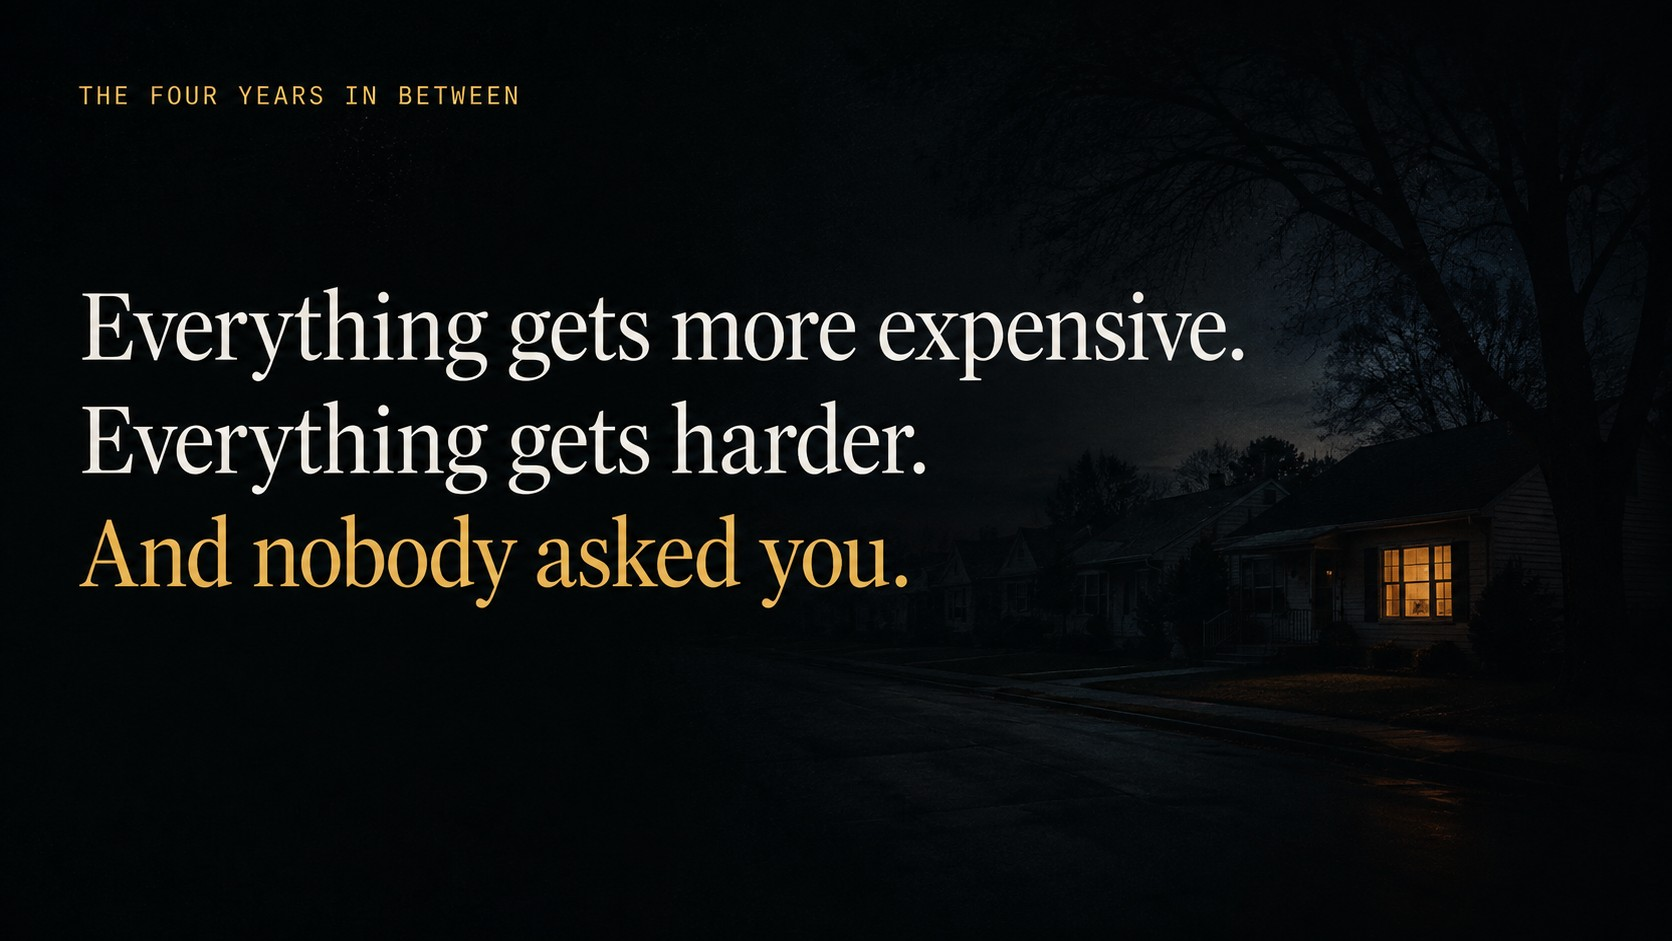 THE FOUR YEARS IN BETWEEN
Everything gets more expensive.
Everything gets harder.
And nobody asked you.